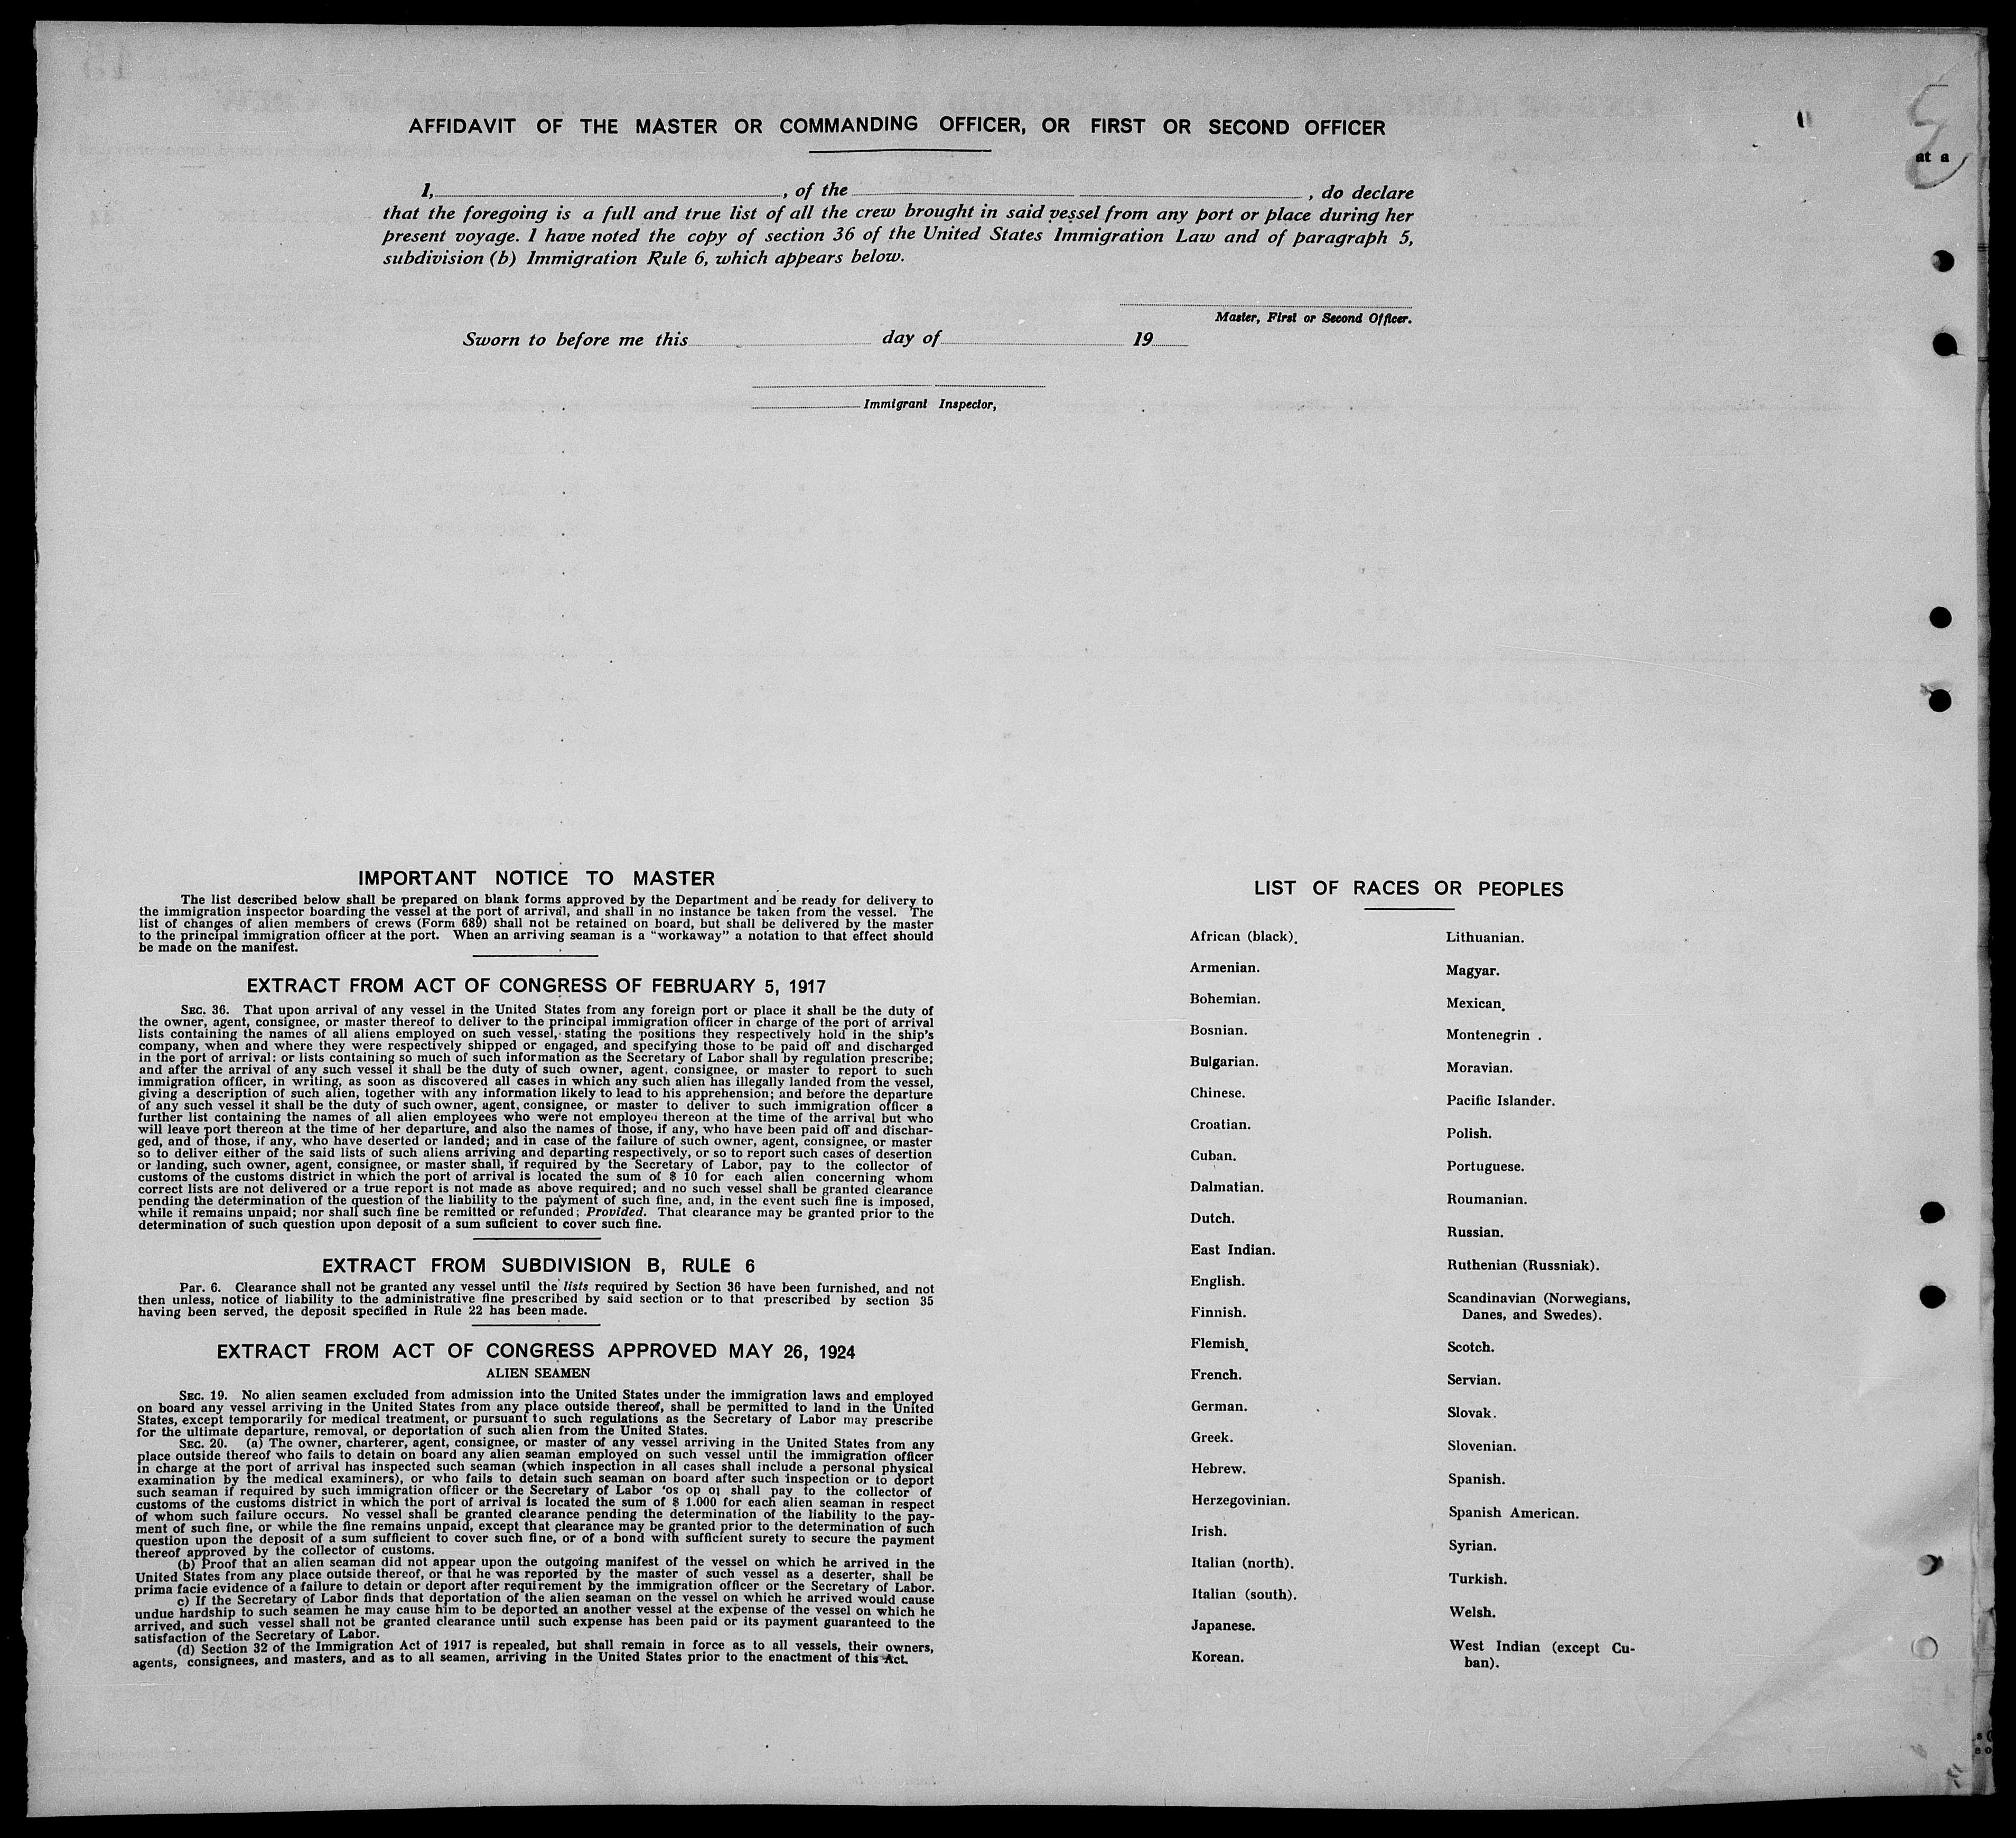 AFFIDAVIT OF THE MASTER OR COMMANDING OFFICER, OR FIRST OR SECOND OFFICER
at a
I, , of the , do declare
that the foregoing is a full and true list of all the crew brought in said vessel from any port or place during her
present voyage. I have noted the copy of section 36 of the United States Immigration Law and of paragraph 5,
subdivision (b) Immigration Rule 6, which appears below.
Master, First or Second Officer.
Sworn to before me this day of 19
Immigrant Inspector,
IMPORTANT NOTICE TO MASTER
The list described below shall be prepared on blank forms approved by the Department and be ready for delivery to
the immigration inspector boarding the vessel at the port of arrival, and shall in no instance be taken from the vessel. The
list of changes of alien members of crews (Form 689) shall not be retained on board, but shall be delivered by the master
to the principal immigration officer at the port. When an arriving seaman is a "workaway" a notation to that effect should
be made on the manifest.
EXTRACT FROM ACT OF CONGRESS OF FEBRUARY 5, 1917
SEC. 36. That upon arrival of any vessel in the United States from any foreign port or place it shall be the duty of
the owner, agent, consignee, or master thereof to deliver to the principal immigration officer in charge of the port of arrival
lists containing the names of all aliens employed on such vessel, stating the positions they respectively hold in the ship's
company, when and where they were respectively shipped or engaged, and specifying those to be paid off and discharged
in the port of arrival: or lists containing so much of such information as the Secretary of Labor shall by regulation prescribe;
and after the arrival of any such vessel it shall be the duty of such owner, agent, consignee, or master to report to such
immigration officer, in writing, as soon as discovered all cases in which any such alien has illegally landed from the vessel,
giving a description of such alien, together with any information likely to lead to his apprehension; and before the departure
of any such vessel it shall be the duty of such owner, agent, consignee, or master to deliver to such immigration officer a
further list containing the names of all alien employees who were not employed thereon at the time of the arrival but who
will leave port thereon at the time of her departure, and also the names of those, if any, who have been paid off and dischar-
ged, and of those, if any, who have deserted or landed; and in case of the failure of such owner, agent, consignee, or master
so to deliver either of the said lists of such aliens arriving and departing respectively, or so to report such cases of desertion
or landing, such owner, agent, consignee, or master shall, if required by the Secretary of Labor, pay to the collector of
customs of the customs district in which the port of arrival is located the sum of $ 10 for each alien concerning whom
correct lists are not delivered or a true report is not made as above required; and no such vessel shall be granted clearance
pending the determination of the question of the liability to the payment of such fine, and, in the event such fine is imposed,
while it remains unpaid; nor shall such fine be remitted or refunded; Provided. That clearance may be granted prior to the
determination of such question upon deposit of a sum suficient to cover such fine.
EXTRACT FROM SUBDIVISION B, RULE 6
Par. 6. Clearance shall not be granted any vessel until the lists required by Section 36 have been furnished, and not
then unless, notice of liability to the administrative fine prescribed by said section or to that prescribed by section 35
having been served, the deposit specified in Rule 22 has been made.
EXTRACT FROM ACT OF CONGRESS APPROVED MAY 26, 1924
ALIEN SEAMEN
SEC. 19. No alien seamen excluded from admission into the United States under the immigration laws and employed
on board any vessel arriving in the United States from any place outside thereof, shall be permitted to land in the United
States, except temporarily for medical treatment, or pursuant to such regulations as the Secretary of Labor may prescribe
for the ultimate departure, removal, or deportation of such alien from the United States.
SEC. 20. (a) The owner, charterer, agent, consignee, or master of any vessel arriving in the United States from any
place outside thereof who fails to detain on board any alien seaman employed on such vessel until the immigration officer
in charge at the port of arrival has inspected such seaman (which inspection in all cases shall include a personal physical
examination by the medical examiners), or who fails to detain such seaman on board after such inspection or to deport
such seaman if required by such immigration officer or the Secretary of Labor 'os op oʇ shall pay to the collector of
customs of the customs district in which the port of arrival is located the sum of $ 1.000 for each alien seaman in respect
of whom such failure occurs. No vessel shall be granted clearance pending the determination of the liability to the pay-
ment of such fine, or while the fine remains unpaid, except that clearance may be granted prior to the determination of such
question upon the deposit of a sum sufficient to cover such fine, or of a bond with sufficient surety to secure the payment
thereof approved by the collector of customs.
(b) Proof that an alien seaman did not appear upon the outgoing manifest of the vessel on which he arrived in the
United States from any place outside thereof, or that he was reported by the master of such vessel as a deserter, shall be
prima facie evidence of a failure to detain or deport after requirement by the immigration officer or the Secretary of Labor.
c) If the Secretary of Labor finds that deportation of the alien seaman on the vessel on which he arrived would cause
undue hardship to such seamen he may cause him to be deported an another vessel at the expense of the vessel on which he
arrived, and such vessel shall not be granted clearance until such expense has been paid or its payment guaranteed to the
satisfaction of the Secretary of Labor.
(d) Section 32 of the Immigration Act of 1917 is repealed, but shall remain in force as to all vessels, their owners,
agents, consignees, and masters, and as to all seamen, arriving in the United States prior to the enactment of this Act.
LIST OF RACES OR PEOPLES
African (black).
Armenian.
Bohemian.
Bosnian.
Bulgarian.
Chinese.
Croatian.
Cuban.
Dalmatian.
Dutch.
East Indian.
English.
Finnish.
Flemish.
French.
German.
Greek.
Hebrew.
Herzegovinian.
Irish.
Italian (north).
Italian (south).
Japanese.
Korean.
Lithuanian.
Magyar.
Mexican.
Montenegrin .
Moravian.
Pacific Islander.
Polish.
Portuguese.
Roumanian.
Russian.
Ruthenian (Russniak).
Scandinavian (Norwegians,
Danes, and Swedes).
Scotch.
Servian.
Slovak.
Slovenian.
Spanish.
Spanish American.
Syrian.
Turkish.
Welsh.
West Indian (except Cu-
ban).